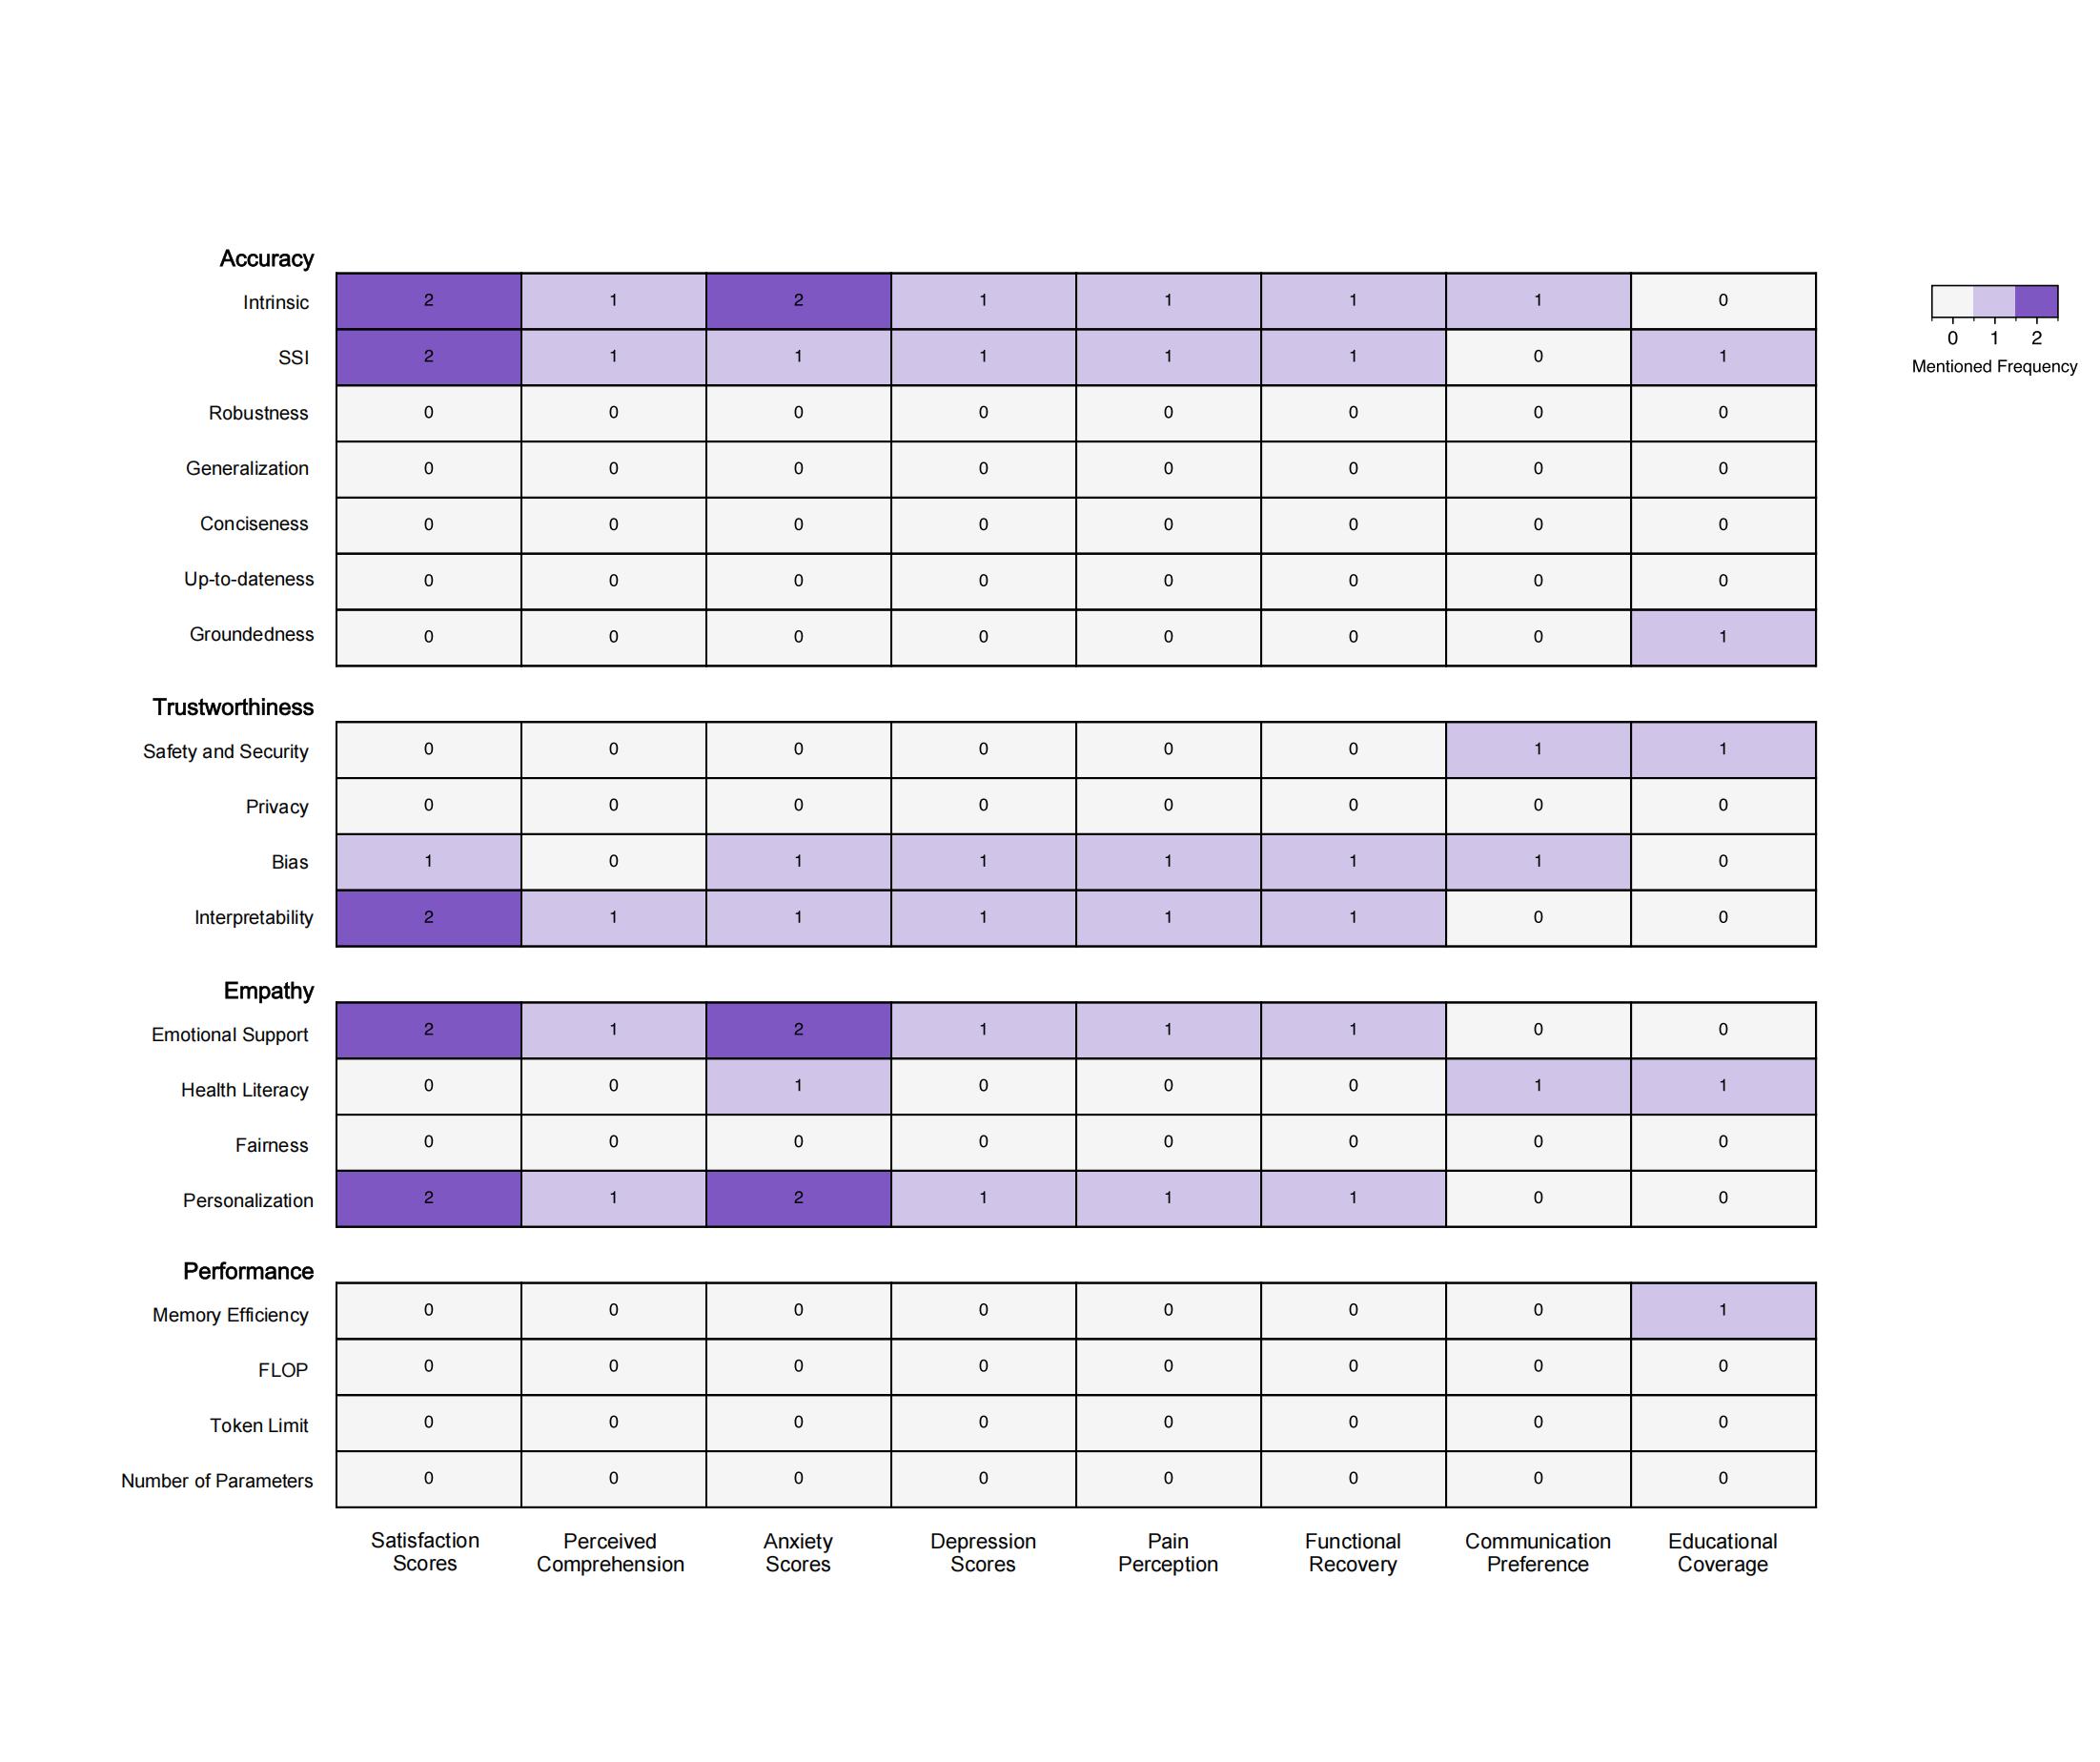 Accuracy
Intrinsic 2 1 2 1 1 1 1 0
SSI 2 1 1 1 1 1 0 1
Robustness 0 0 0 0 0 0 0 0
Generalization 0 0 0 0 0 0 0 0
Conciseness 0 0 0 0 0 0 0 0
Up-to-dateness 0 0 0 0 0 0 0 0
Groundedness 0 0 0 0 0 0 0 1
Trustworthiness
Safety and Security 0 0 0 0 0 0 1 1
Privacy 0 0 0 0 0 0 0 0
Bias 1 0 1 1 1 1 1 0
Interpretability 2 1 1 1 1 1 0 0
Empathy
Emotional Support 2 1 2 1 1 1 0 0
Health Literacy 0 0 1 0 0 0 1 1
Fairness 0 0 0 0 0 0 0 0
Personalization 2 1 2 1 1 1 0 0
Performance
Memory Efficiency 0 0 0 0 0 0 0 1
FLOP 0 0 0 0 0 0 0 0
Token Limit 0 0 0 0 0 0 0 0
Number of Parameters 0 0 0 0 0 0 0 0
Satisfaction Perceived Anxiety Depression Pain Functional Communication Educational
Scores Comprehension Scores Scores Perception Recovery Preference Coverage
0 1 2
Mentioned Frequency